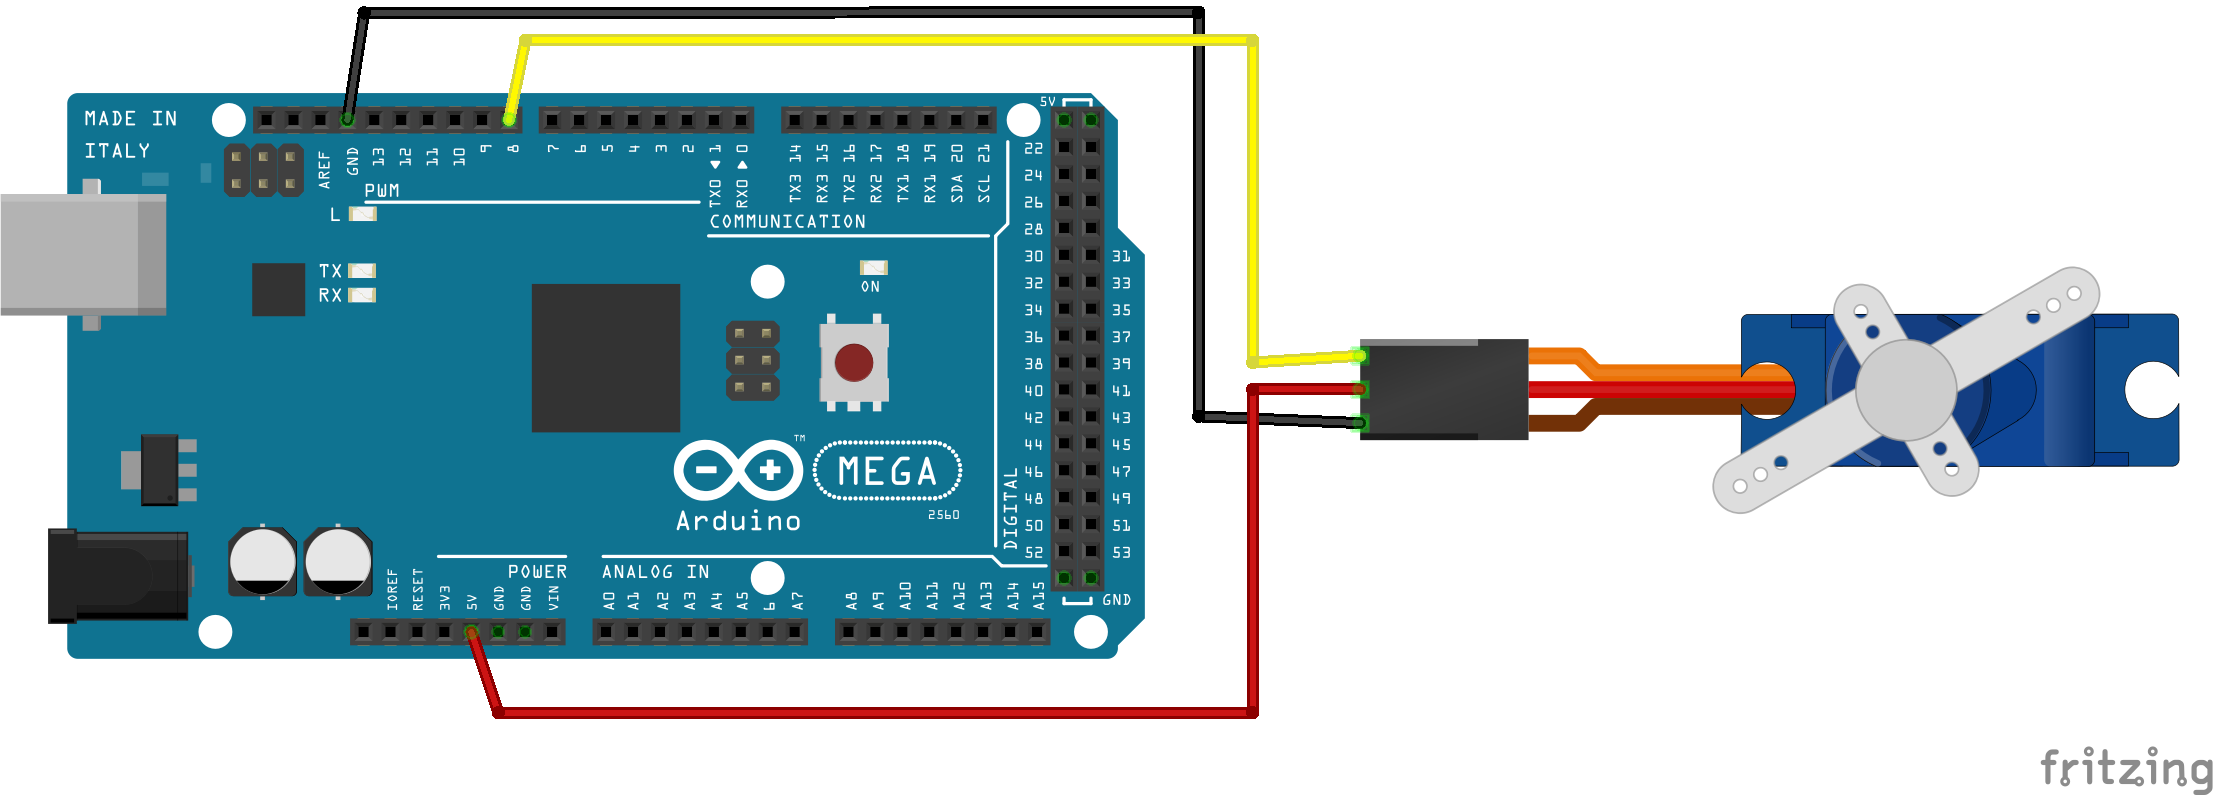 MADE IN
ITALY
AREF
GND
13
12
11
10
9
8
7
6
5
4
3
2
TX0 ◀ 1
RX0 ▶ 0
TX3 14
RX3 15
TX2 16
RX2 17
TX1 18
RX1 19
SDA 20
SCL 21
PWM
COMMUNICATION
L
TX
RX
ON
5V
22
24
26
28
30 31
32 33
34 35
36 37
38 39
40 41
42 43
44 45
46 47
48 49
50 51
52 53
GND
DIGITAL
TM
MEGA
Arduino
2560
POWER
ANALOG IN
IOREF
RESET
3V3
5V
GND
GND
VIN
A0
A1
A2
A3
A4
A5
6
A7
A8
A9
A10
A11
A12
A13
A14
A15
fritzing